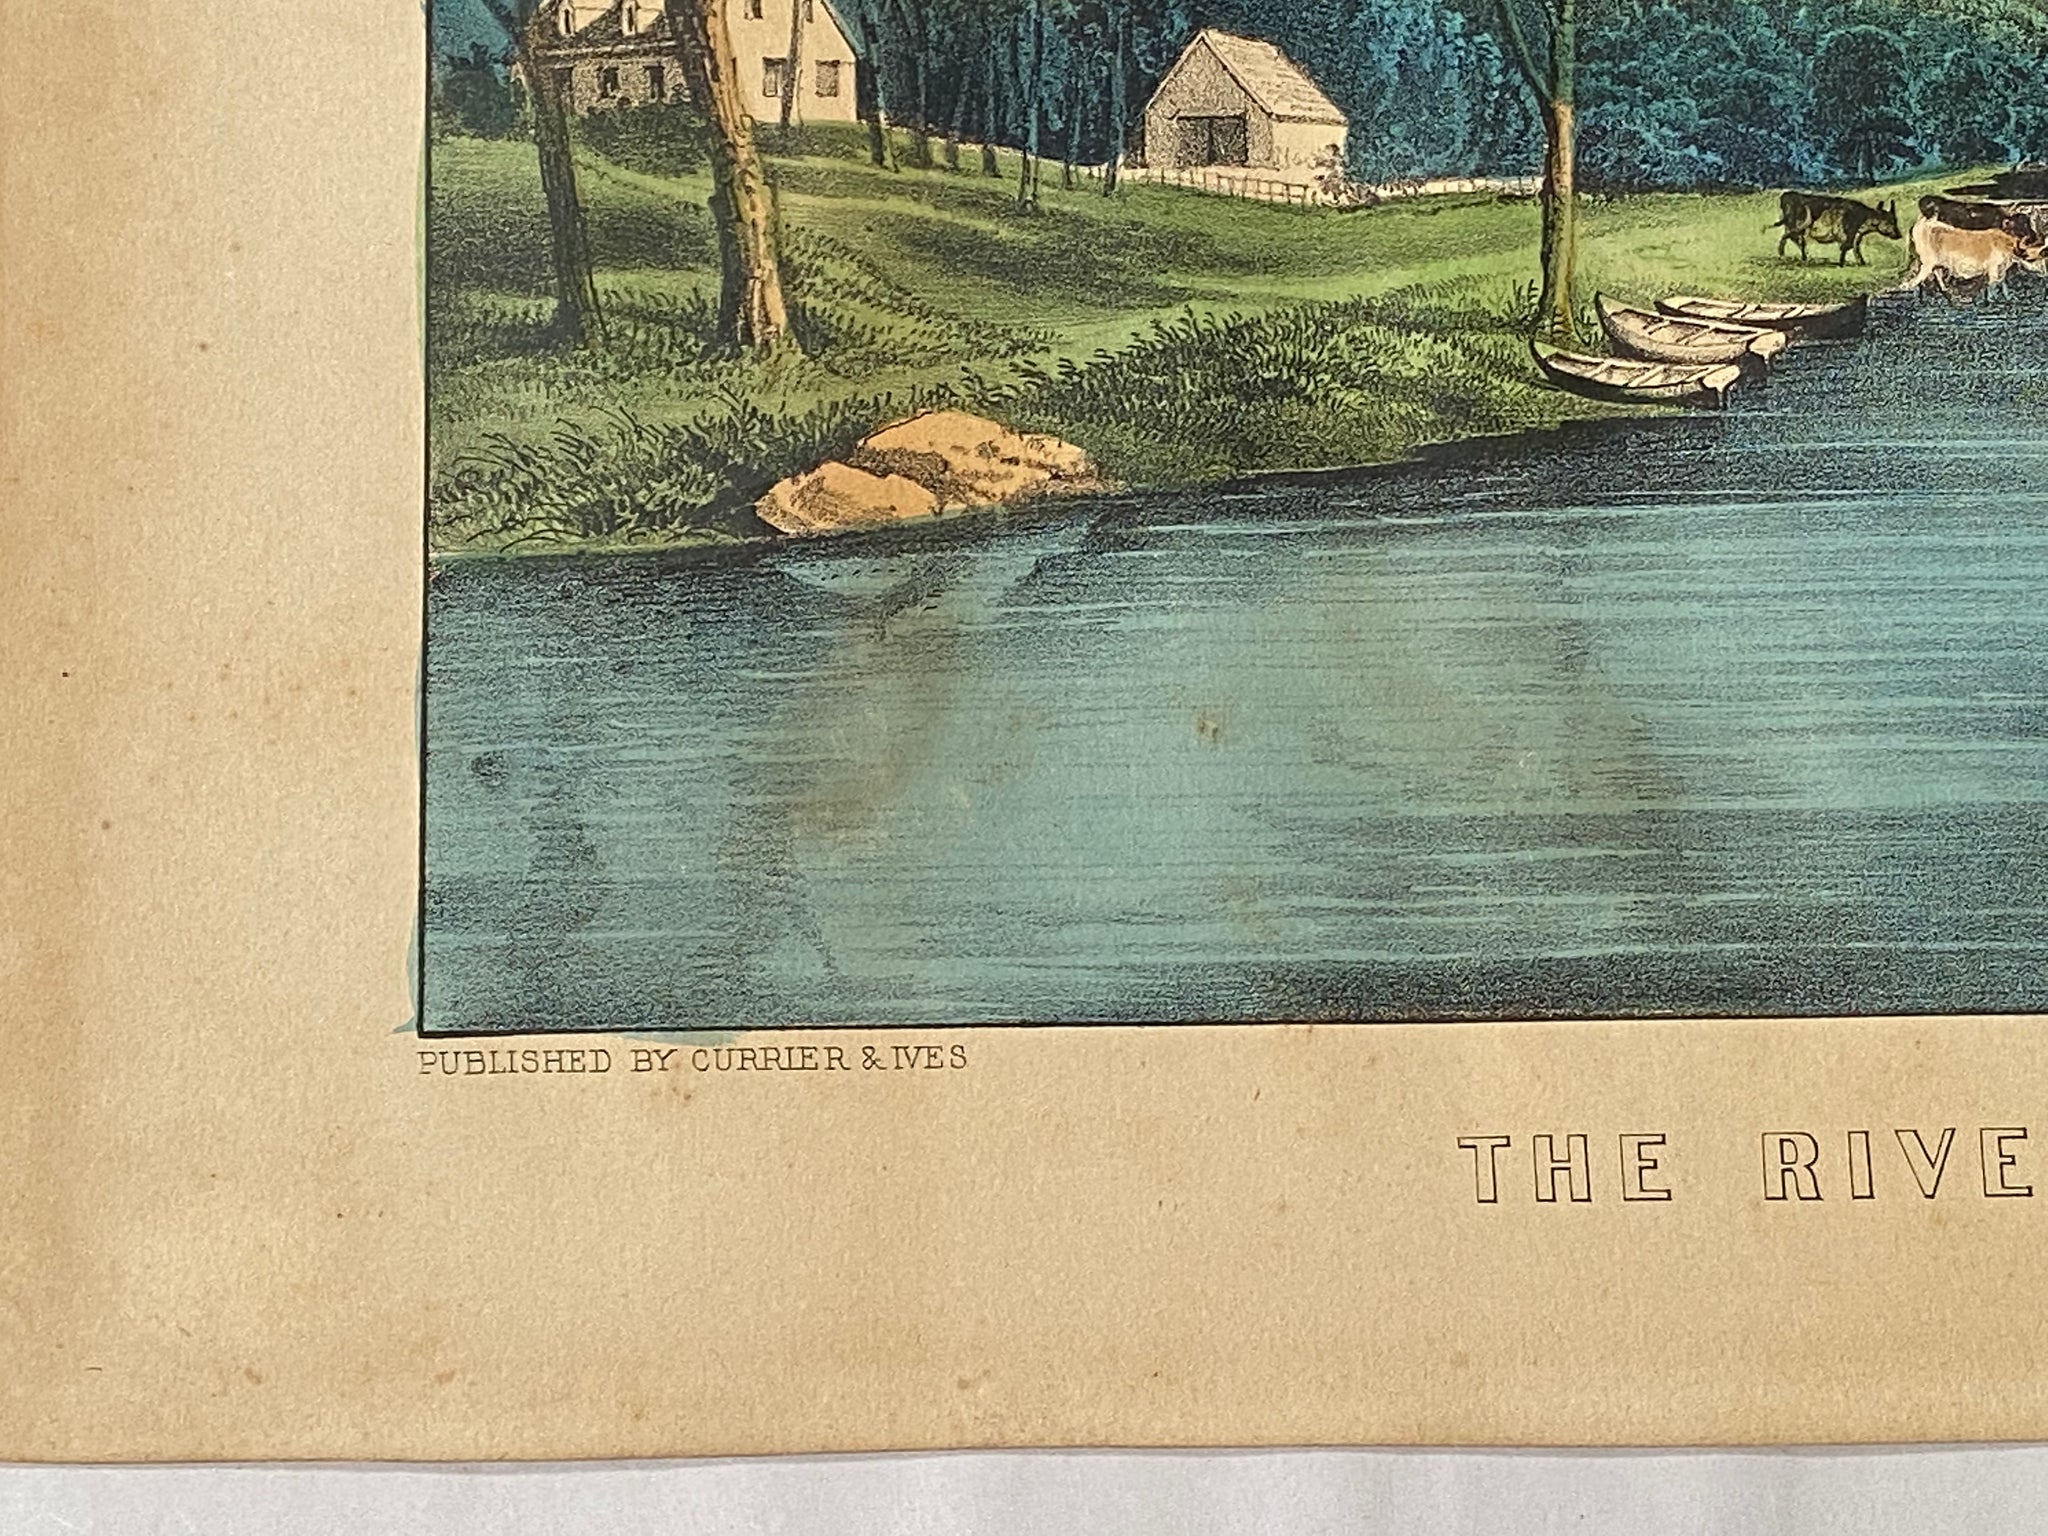 PUBLISHED BY CURRIER & IVES
THE RIVE